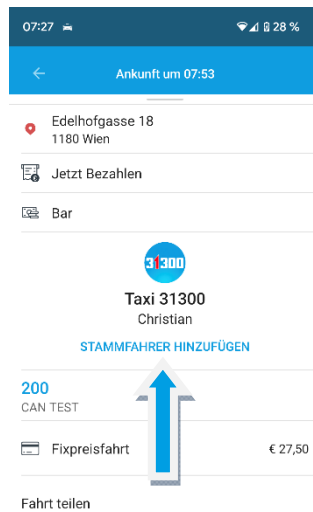 07:27 28 %
Ankunft um 07:53
Edelhofgasse 18
1180 Wien
Jetzt Bezahlen
Bar
31300
Taxi 31300
Christian
STAMMFAHRER HINZUFÜGEN
200
CAN TEST
Fixpreisfahrt € 27,50
Fahrt teilen